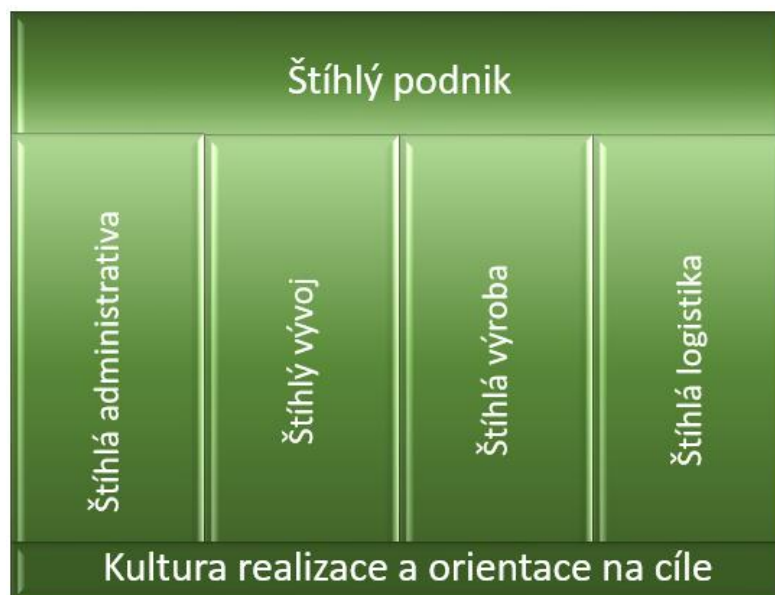 Štíhlý podnik
Štíhlá administrativa
Štíhlý vývoj
Štíhlá výroba
Štíhlá logistika
Kultura realizace a orientace na cíle